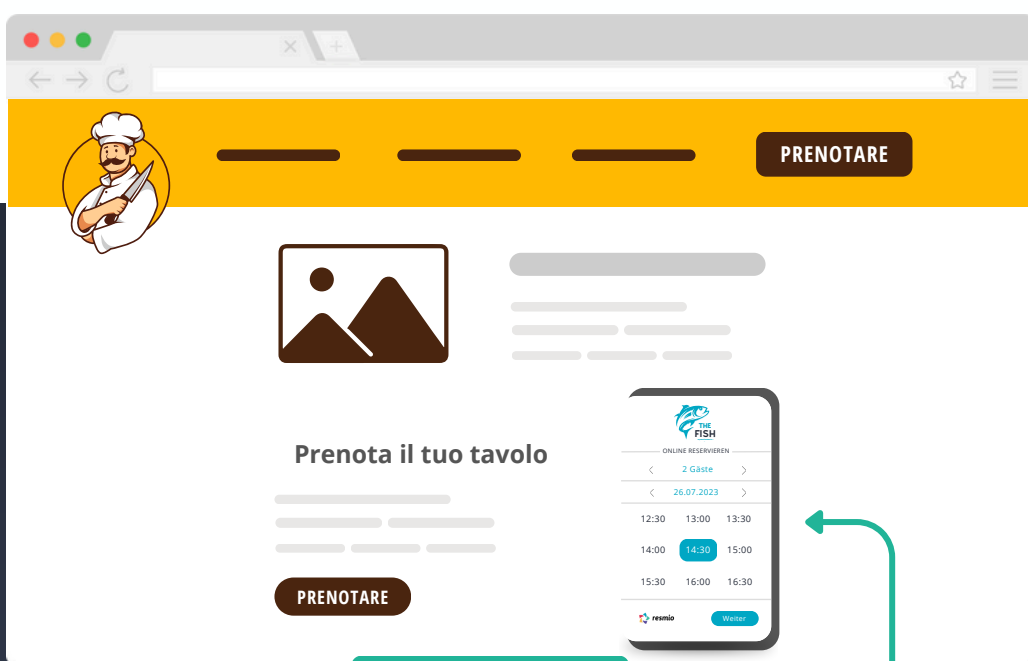 PRENOTARE
THE
FISH
ONLINE RESERVIEREN
2 Gäste
Prenota il tuo tavolo
26.07.2023
12:30 13:00 13:30
14:00 14:30 15:00
15:30 16:00 16:30
PRENOTARE
resmio Weiter